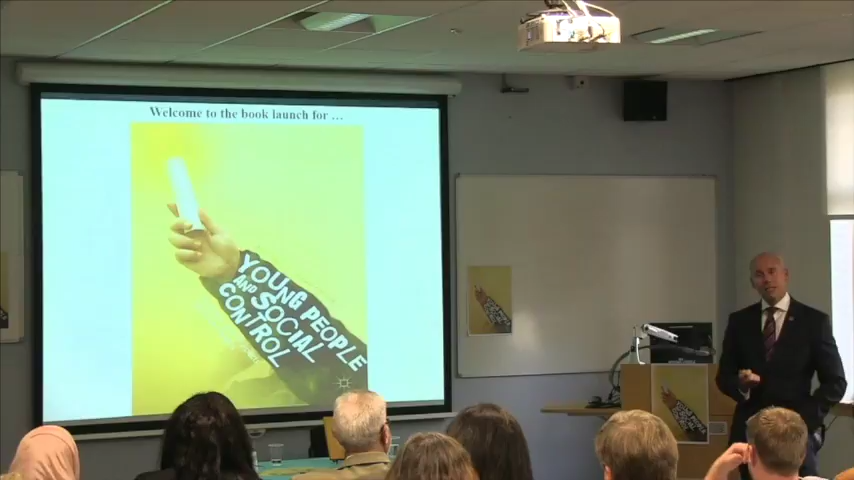 Welcome to the book launch for ...
YOUNG PEOPLE
AND SOCIAL
CONTROL